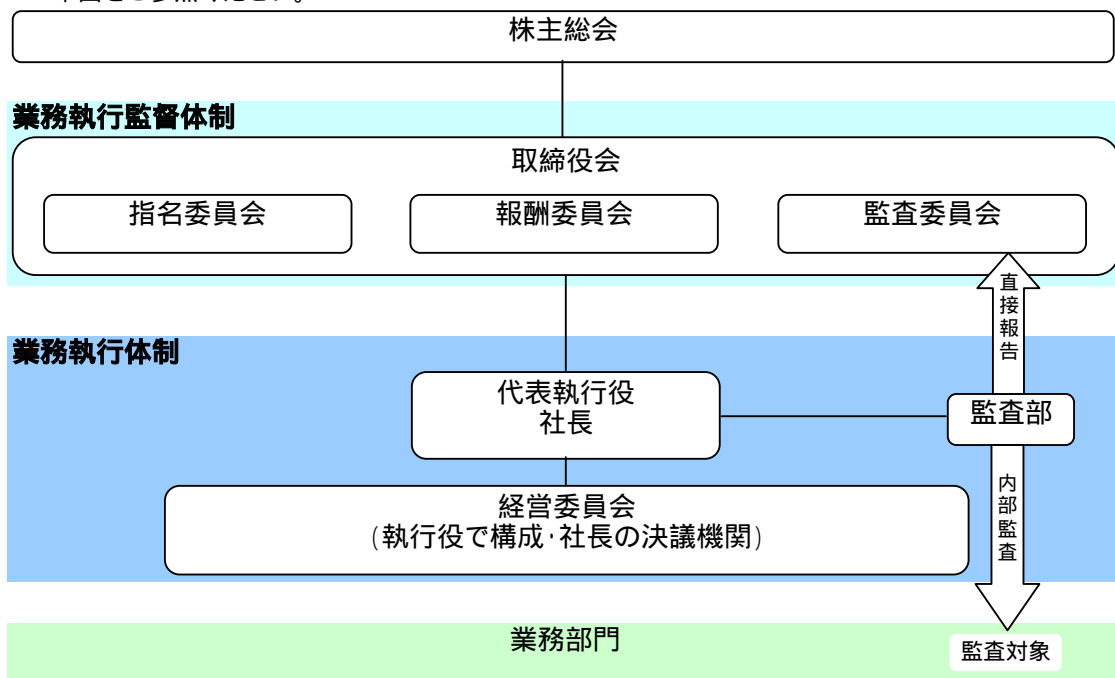 株主総会
業務執行監督体制
取締役会
指名委員会
報酬委員会
監査委員会
直接報告
業務執行体制
代表執行役
社長
監査部
経営委員会
(執行役で構成･社長の決議機関)
内部監査
業務部門
監査対象